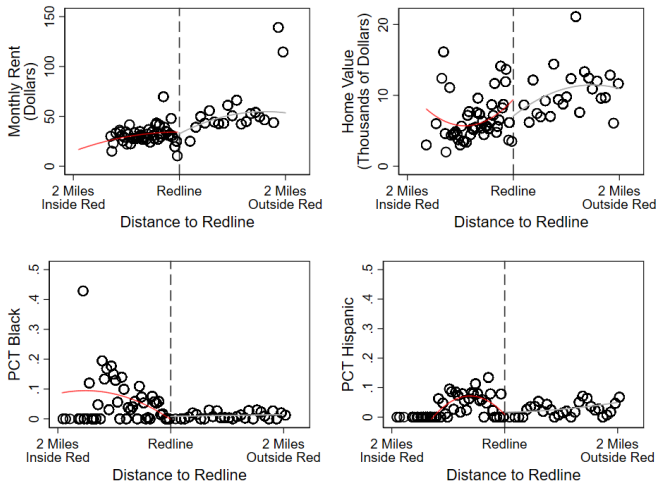 Monthly Rent
(Dollars)
150
100
50
0
2 Miles
Inside Red
Redline
2 Miles
Outside Red
Distance to Redline
Home Value
(Thousands of Dollars)
20
10
0
2 Miles
Inside Red
Redline
2 Miles
Outside Red
Distance to Redline
PCT Black
.5
.4
.3
.2
.1
0
2 Miles
Inside Red
Redline
2 Miles
Outside Red
Distance to Redline
PCT Hispanic
.5
.4
.3
.2
.1
0
2 Miles
Inside Red
Redline
2 Miles
Outside Red
Distance to Redline